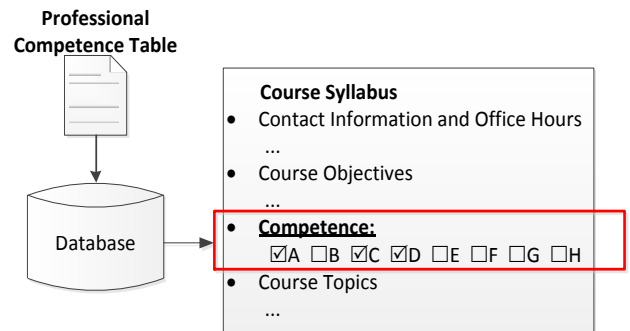 Professional
Competence Table
Database
Course Syllabus
• Contact Information and Office Hours
...
• Course Objectives
...
• Competence:
☑A ☐B ☑C ☑D ☐E ☐F ☐G ☐H
• Course Topics
...